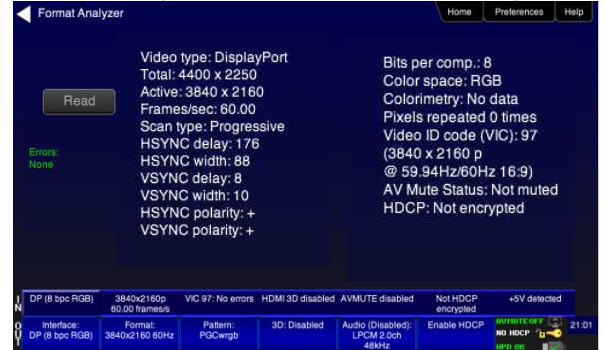 Format Analyzer
Home
Preferences
Help
Read
Errors:
None
Video type: DisplayPort
Total: 4400 x 2250
Active: 3840 x 2160
Frames/sec: 60.00
Scan type: Progressive
HSYNC delay: 176
HSYNC width: 88
VSYNC delay: 8
VSYNC width: 10
HSYNC polarity: +
VSYNC polarity: +
Bits per comp.: 8
Color space: RGB
Colorimetry: No data
Pixels repeated 0 times
Video ID code (VIC): 97
(3840 x 2160 p
@ 59.94Hz/60Hz 16:9)
AV Mute Status: Not muted
HDCP: Not encrypted
IN
DP (8 bpc RGB)
3840x2160p
60.00 frames/s
VIC 97: No errors
HDMI 3D disabled
AVMUTE disabled
Not HDCP
encrypted
+5V detected
OUT
Interface:
DP (8 bpc RGB)
Format:
3840x2160 60Hz
Pattern:
PGCwrgb
3D: Disabled
Audio (Disabled):
LPCM 2.0ch
48kHz
Enable HDCP
AVMUTE OFF
NO HDCP
HPD OK
21:01